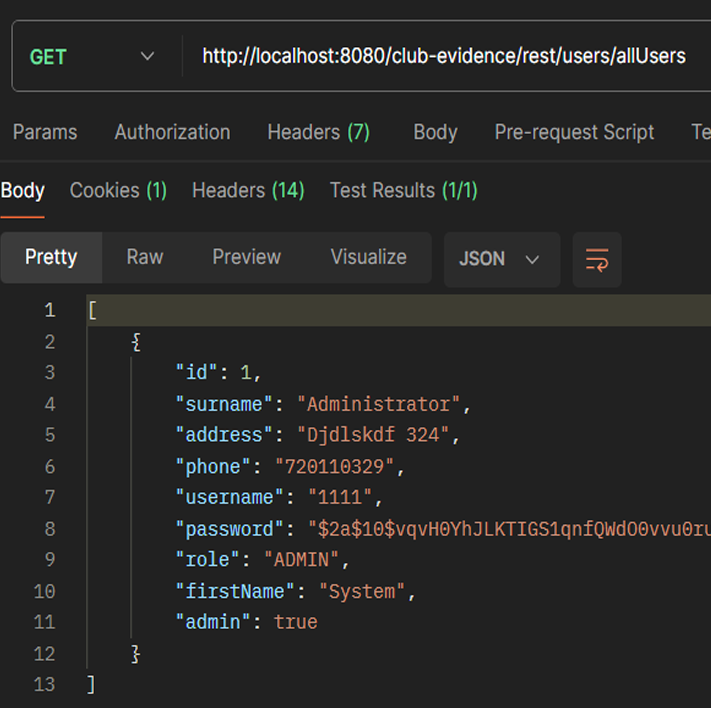 GET http://localhost:8080/club-evidence/rest/users/allUsers
Params Authorization Headers (7) Body Pre-request Script Te
Body Cookies (1) Headers (14) Test Results (1/1)
Pretty Raw Preview Visualize JSON
1 [
2 {
3 "id": 1,
4 "surname": "Administrator",
5 "address": "Djdlskdf 324",
6 "phone": "720110329",
7 "username": "1111",
8 "password": "$2a$10$vqvH0YhJLKTIGS1qnfQWdO0vvu0ru
9 "role": "ADMIN",
10 "firstName": "System",
11 "admin": true
12 }
13 ]